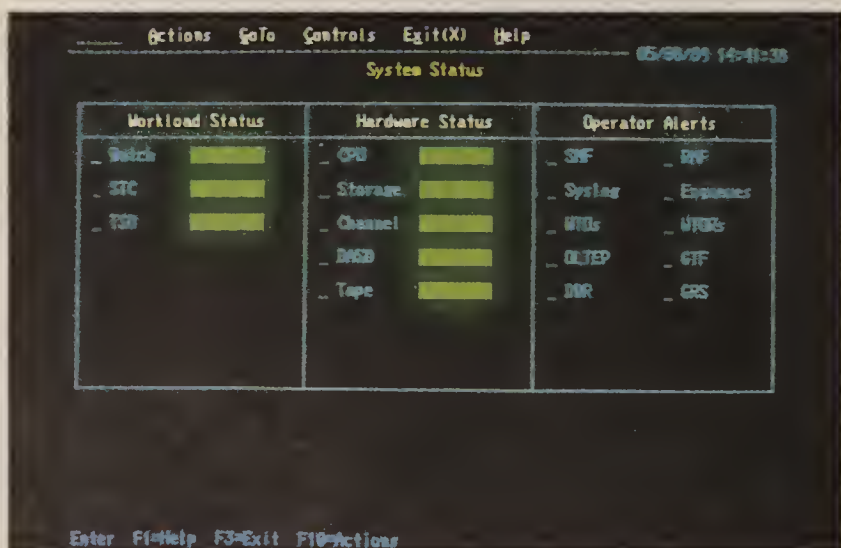 Actions GoTo Controls Exit(X) Help
System Status
Workload Status Hardware Status Operator Alerts
_ Batch _ CPU _ SMF _ RMF
_ STC _ Storage _ Syslog _ Enqueues
_ TSO _ Channel _ WTOs _ WTORs
_ DASD _ OLTEP _ GTF
_ Tape _ DDR _ GRS
Enter F1=Help F3=Exit F10=Actions